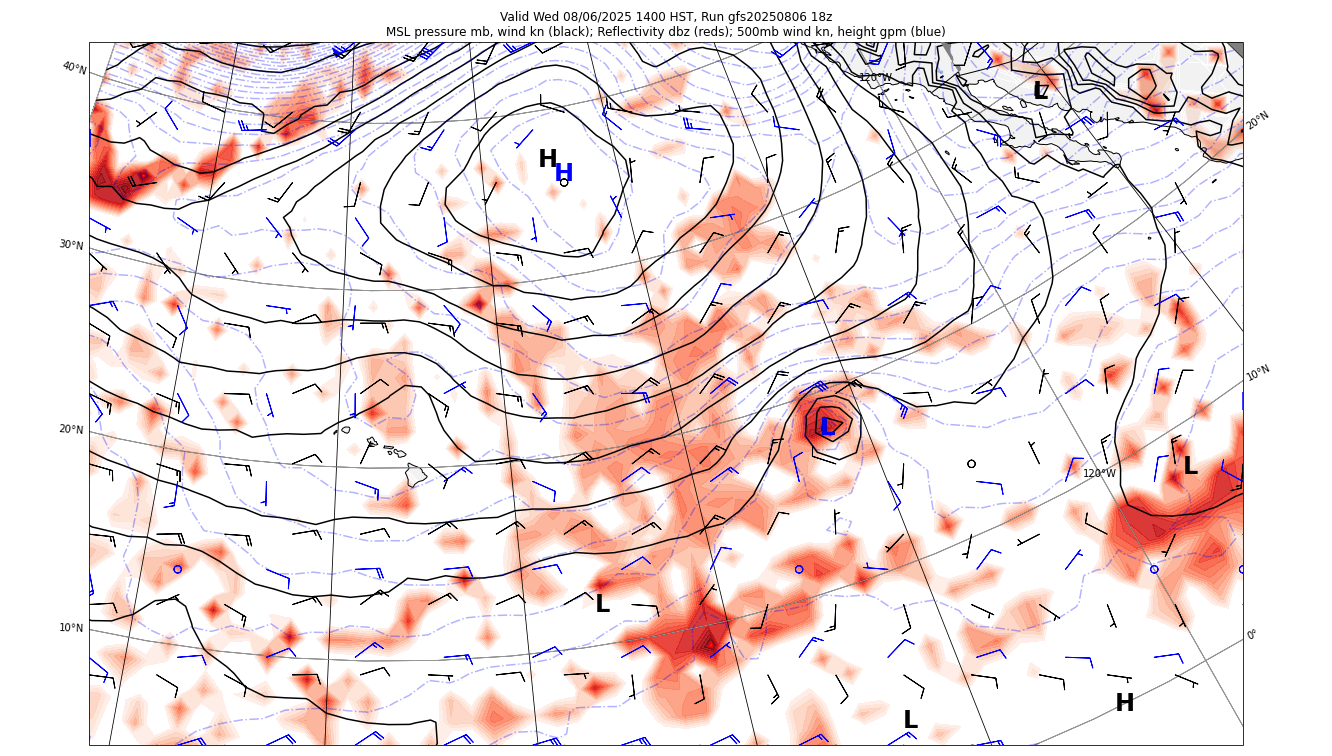 Valid Wed 08/06/2025 1400 HST, Run gfs20250806 18z
MSL pressure mb, wind kn (black); Reflectivity dbz (reds); 500mb wind kn, height gpm (blue)
40°N
120°W
L
20°N
H
H
30°N
10°N
20°N
L
L
120°W
L
10°N
0°
H
L